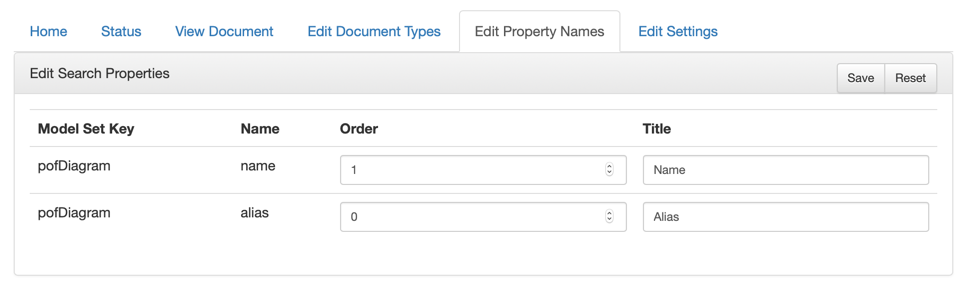 Home Status View Document Edit Document Types Edit Property Names Edit Settings
Edit Search Properties Save Reset
Model Set Key Name Order Title
pofDiagram name 1 Name
pofDiagram alias 0 Alias